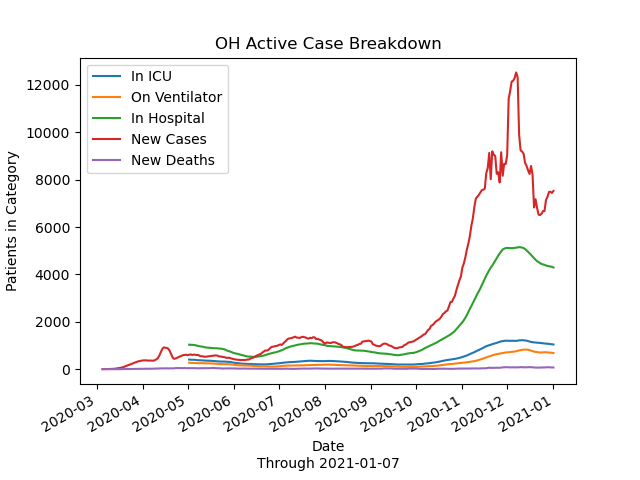 OH Active Case Breakdown
In ICU
On Ventilator
In Hospital
New Cases
New Deaths
Patients in Category
12000
10000
8000
6000
4000
2000
0
2020-03
2020-04
2020-05
2020-06
2020-07
2020-08
2020-09
2020-10
2020-11
2020-12
2021-01
Date
Through 2021-01-07